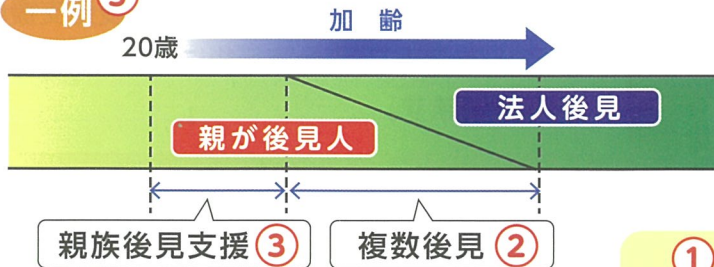 一例
加 齢
20歳
法人後見
親が後見人
親族後見支援③
複数後見②
①